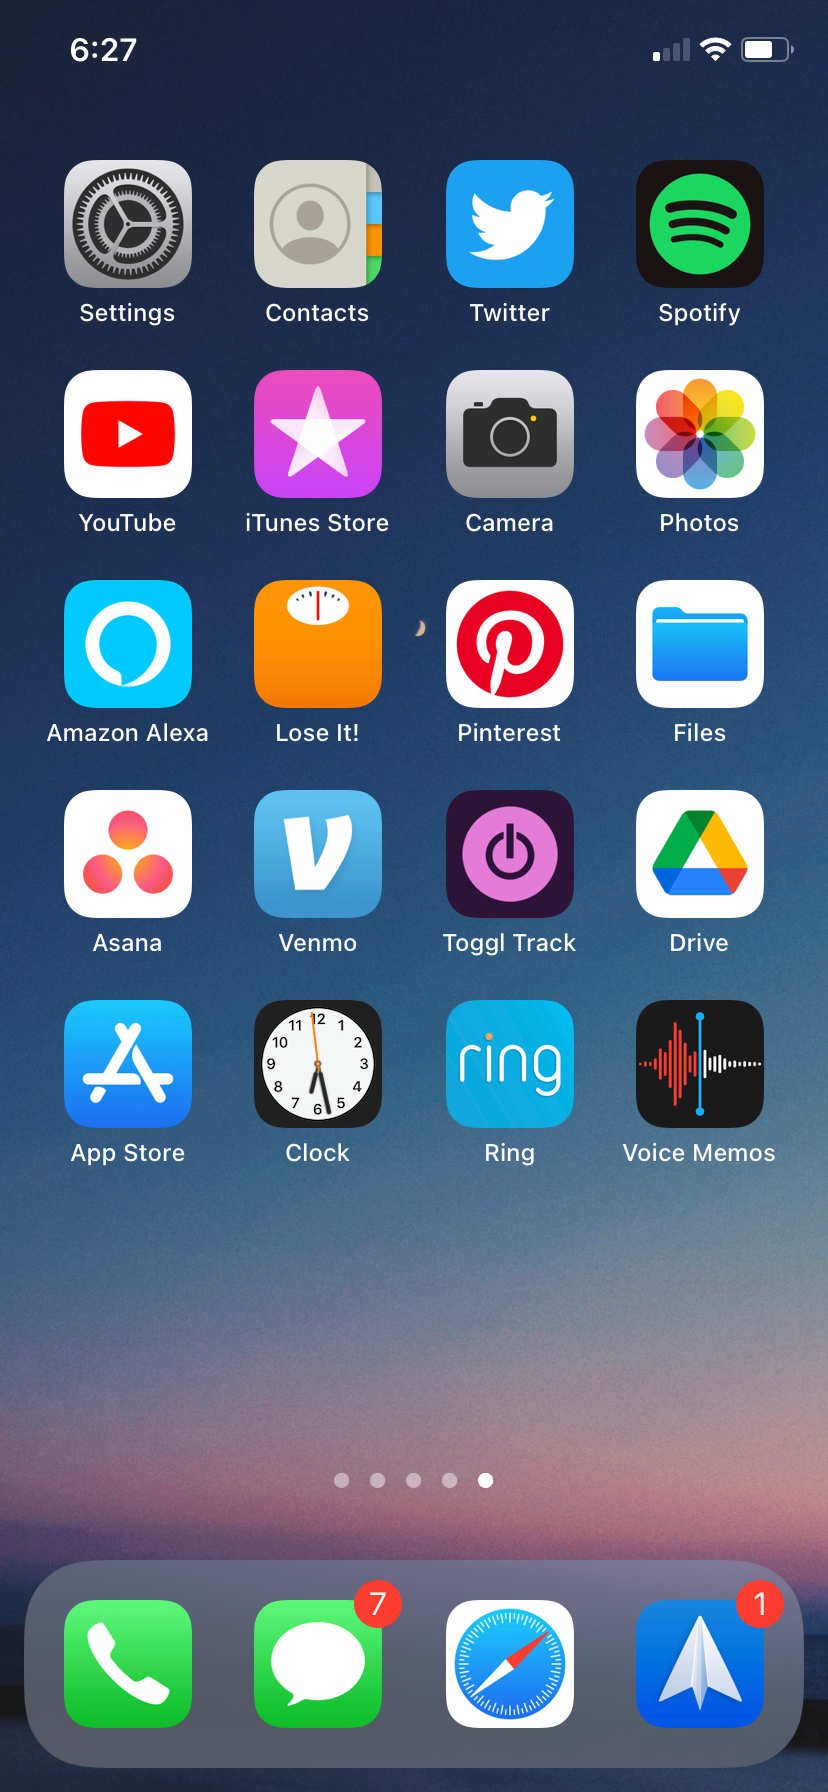 6:27
Settings Contacts Twitter Spotify
YouTube iTunes Store Camera Photos
Amazon Alexa Lose It! Pinterest Files
Asana Venmo Toggl Track Drive
11 12 1
10 2
9 3
8 4
7 6 5
ring
App Store Clock Ring Voice Memos
7 1